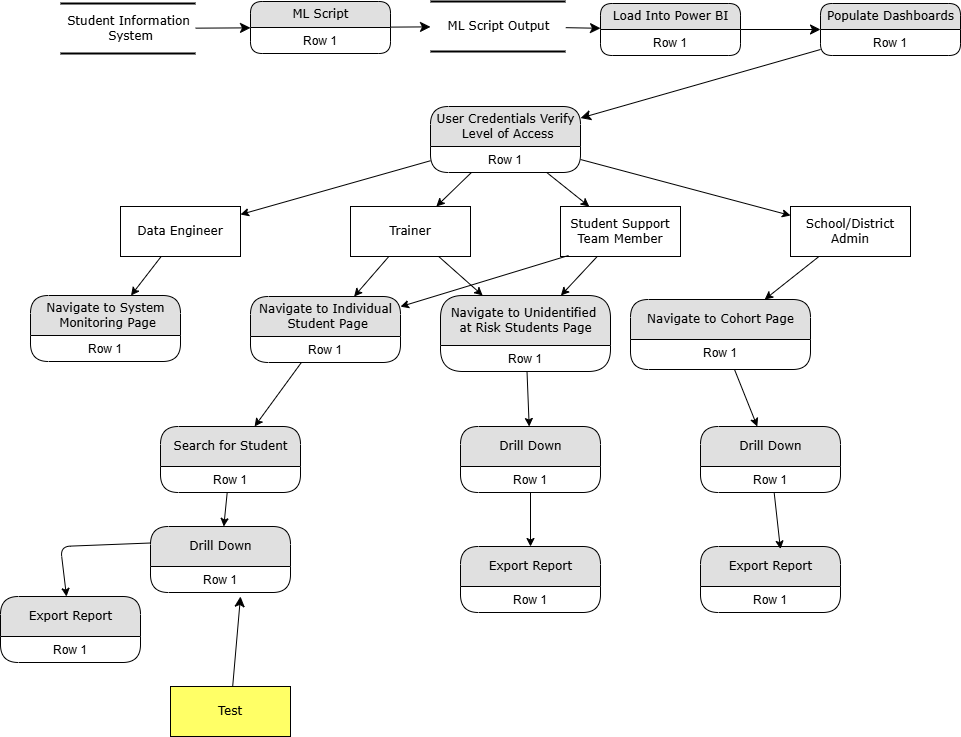 Student Information
System
ML Script
Row 1
ML Script Output
Load Into Power BI
Row 1
Populate Dashboards
Row 1
User Credentials Verify
Level of Access
Row 1
Data Engineer
Trainer
Student Support
Team Member
School/District
Admin
Navigate to System
Monitoring Page
Row 1
Navigate to Individual
Student Page
Row 1
Navigate to Unidentified
at Risk Students Page
Row 1
Navigate to Cohort Page
Row 1
Search for Student
Row 1
Drill Down
Row 1
Drill Down
Row 1
Drill Down
Row 1
Export Report
Row 1
Export Report
Row 1
Export Report
Row 1
Test